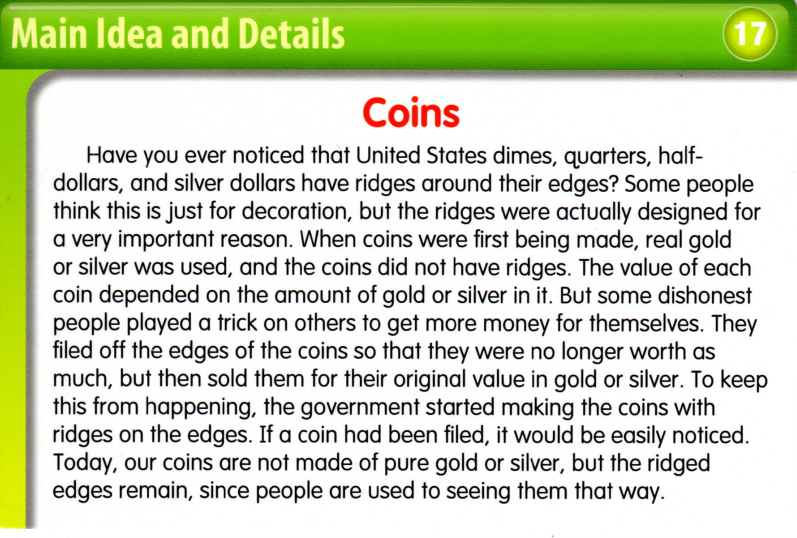 Main Idea and Details
17
Coins
Have you ever noticed that United States dimes, quarters, half-
dollars, and silver dollars have ridges around their edges? Some people
think this is just for decoration, but the ridges were actually designed for
a very important reason. When coins were first being made, real gold
or silver was used, and the coins did not have ridges. The value of each
coin depended on the amount of gold or silver in it. But some dishonest
people played a trick on others to get more money for themselves. They
filed off the edges of the coins so that they were no longer worth as
much, but then sold them for their original value in gold or silver. To keep
this from happening, the government started making the coins with
ridges on the edges. If a coin had been filed, it would be easily noticed.
Today, our coins are not made of pure gold or silver, but the ridged
edges remain, since people are used to seeing them that way.